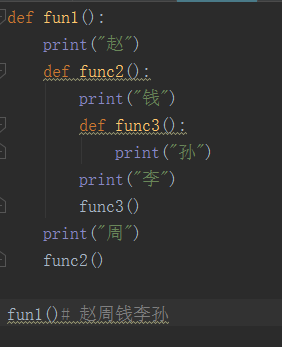 def fun1():
    print("赵")
    def func2():
        print("钱")
        def func3():
            print("孙")
        print("李")
        func3()
    print("周")
    func2()
fun1()# 赵周钱李孙